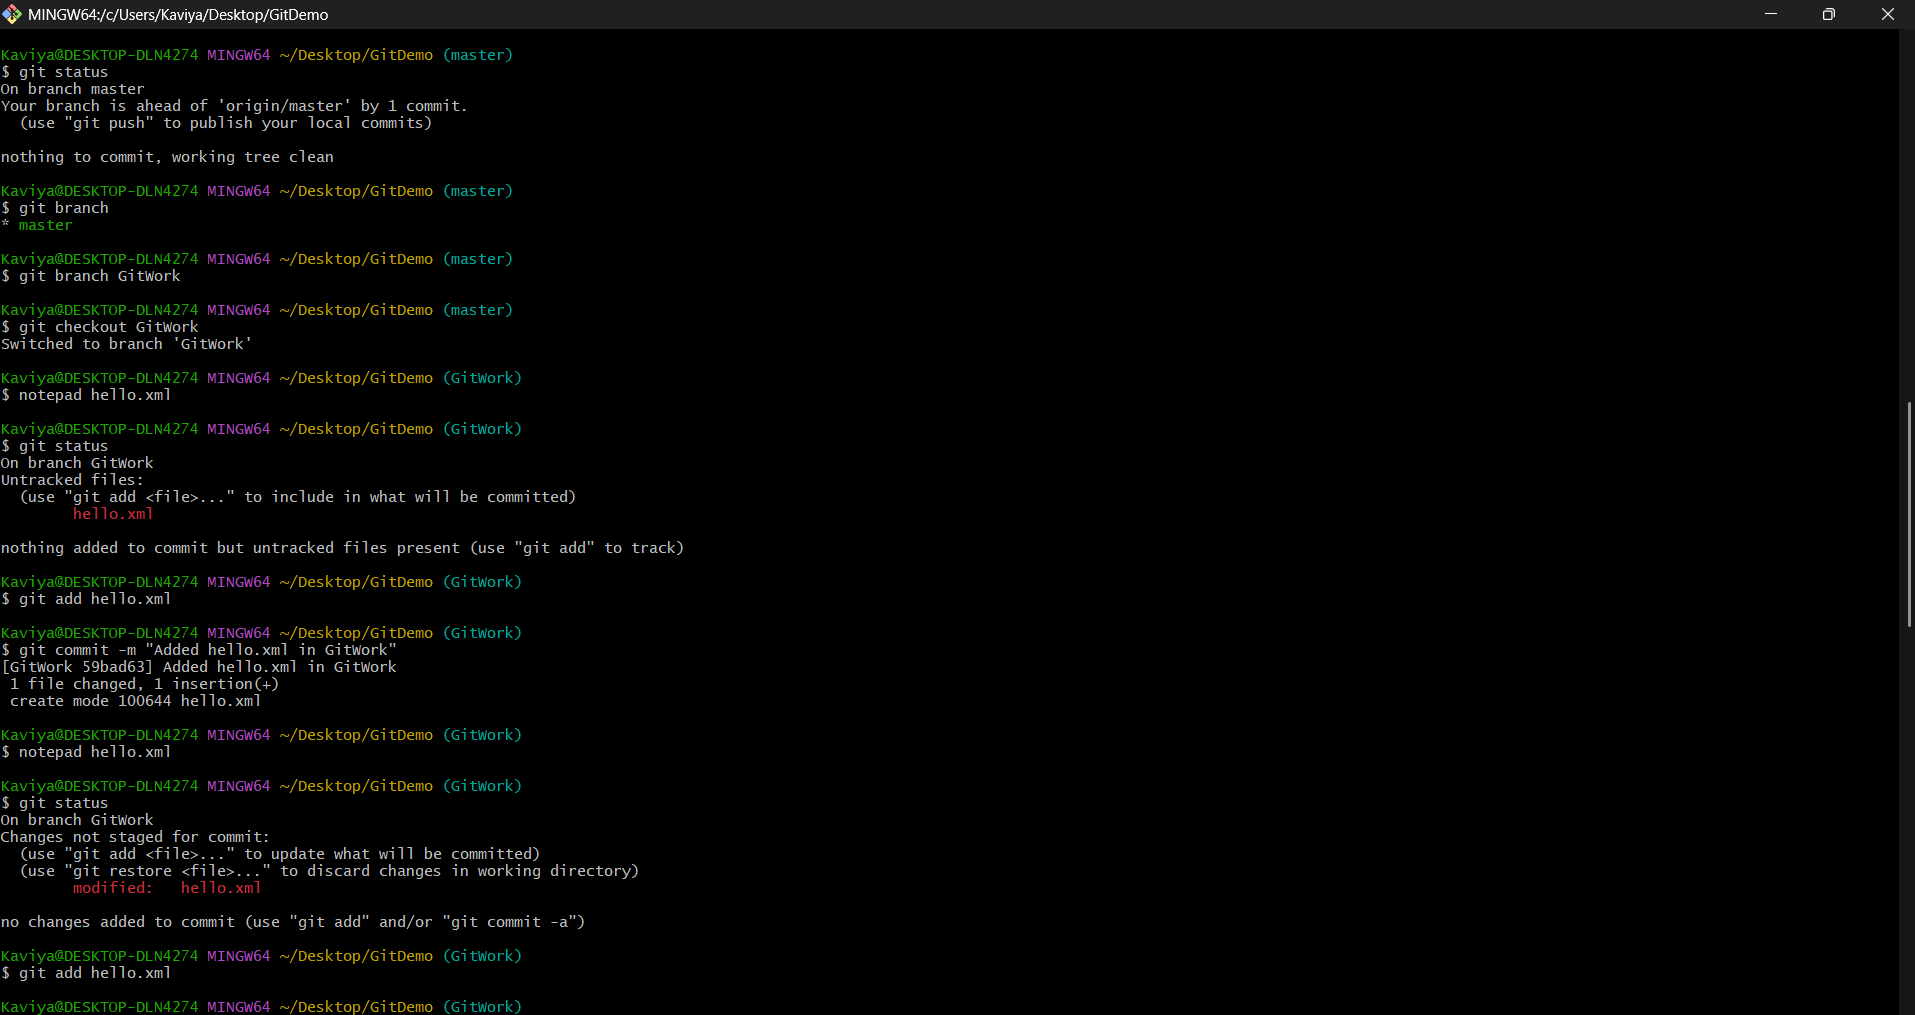 MINGW64:/c/Users/Kaviya/Desktop/GitDemo
Kaviya@DESKTOP-DLN4274 MINGW64 ~/Desktop/GitDemo (master)
$ git status
On branch master
Your branch is ahead of 'origin/master' by 1 commit.
  (use "git push" to publish your local commits)
nothing to commit, working tree clean
Kaviya@DESKTOP-DLN4274 MINGW64 ~/Desktop/GitDemo (master)
$ git branch
* master
Kaviya@DESKTOP-DLN4274 MINGW64 ~/Desktop/GitDemo (master)
$ git branch GitWork
Kaviya@DESKTOP-DLN4274 MINGW64 ~/Desktop/GitDemo (master)
$ git checkout GitWork
Switched to branch 'GitWork'
Kaviya@DESKTOP-DLN4274 MINGW64 ~/Desktop/GitDemo (GitWork)
$ notepad hello.xml
Kaviya@DESKTOP-DLN4274 MINGW64 ~/Desktop/GitDemo (GitWork)
$ git status
On branch GitWork
Untracked files:
  (use "git add <file>..." to include in what will be committed)
        hello.xml
nothing added to commit but untracked files present (use "git add" to track)
Kaviya@DESKTOP-DLN4274 MINGW64 ~/Desktop/GitDemo (GitWork)
$ git add hello.xml
Kaviya@DESKTOP-DLN4274 MINGW64 ~/Desktop/GitDemo (GitWork)
$ git commit -m "Added hello.xml in GitWork"
[GitWork 59bad63] Added hello.xml in GitWork
 1 file changed, 1 insertion(+)
 create mode 100644 hello.xml
Kaviya@DESKTOP-DLN4274 MINGW64 ~/Desktop/GitDemo (GitWork)
$ notepad hello.xml
Kaviya@DESKTOP-DLN4274 MINGW64 ~/Desktop/GitDemo (GitWork)
$ git status
On branch GitWork
Changes not staged for commit:
  (use "git add <file>..." to update what will be committed)
  (use "git restore <file>..." to discard changes in working directory)
        modified:   hello.xml
no changes added to commit (use "git add" and/or "git commit -a")
Kaviya@DESKTOP-DLN4274 MINGW64 ~/Desktop/GitDemo (GitWork)
$ git add hello.xml
Kaviya@DESKTOP-DLN4274 MINGW64 ~/Desktop/GitDemo (GitWork)